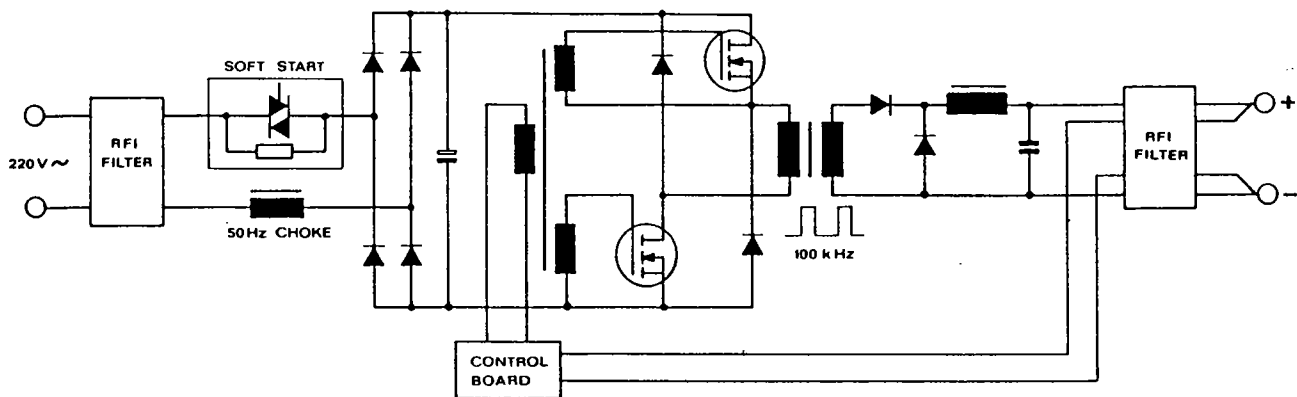 SOFT START
RFI
FILTER
220V ~
50Hz CHOKE
CONTROL
BOARD
100 kHz
RFI
FILTER
+
−